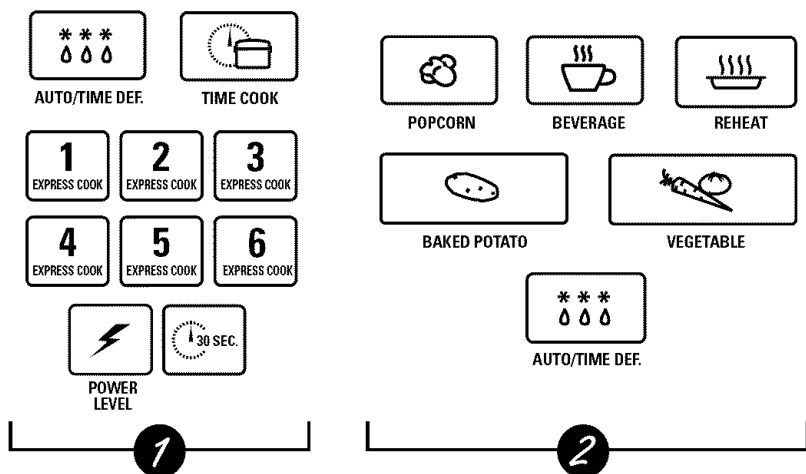 AUTO/TIME DEF.
TIME COOK
1
EXPRESS COOK
2
EXPRESS COOK
3
EXPRESS COOK
4
EXPRESS COOK
5
EXPRESS COOK
6
EXPRESS COOK
POWER
LEVEL
30 SEC.
1
POPCORN
BEVERAGE
REHEAT
BAKED POTATO
VEGETABLE
AUTO/TIME DEF.
2